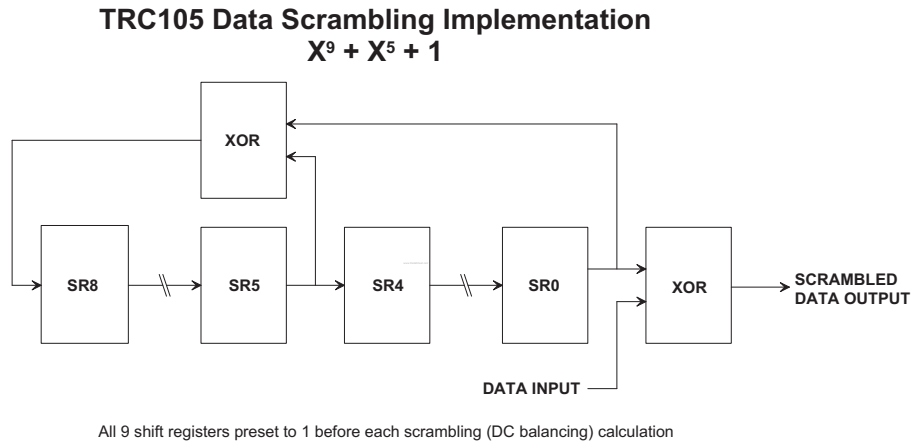 TRC105 Data Scrambling Implementation
X⁹ + X⁵ + 1
XOR
SR8
SR5
SR4
SR0
XOR
SCRAMBLED
DATA OUTPUT
DATA INPUT
All 9 shift registers preset to 1 before each scrambling (DC balancing) calculation